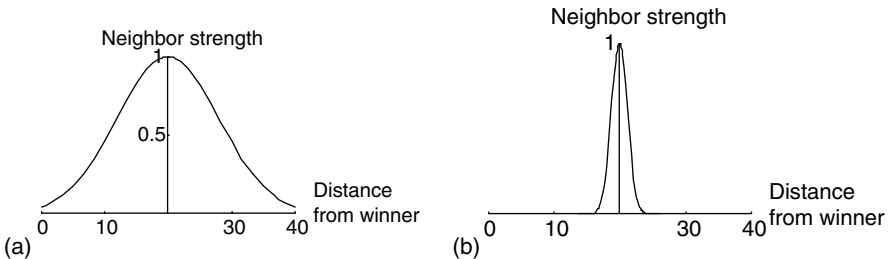 Neighbor strength
1
0.5
Distance
from winner
0 10 30 40
(a)
Neighbor strength
1
Distance
from winner
0 10 30 40
(b)